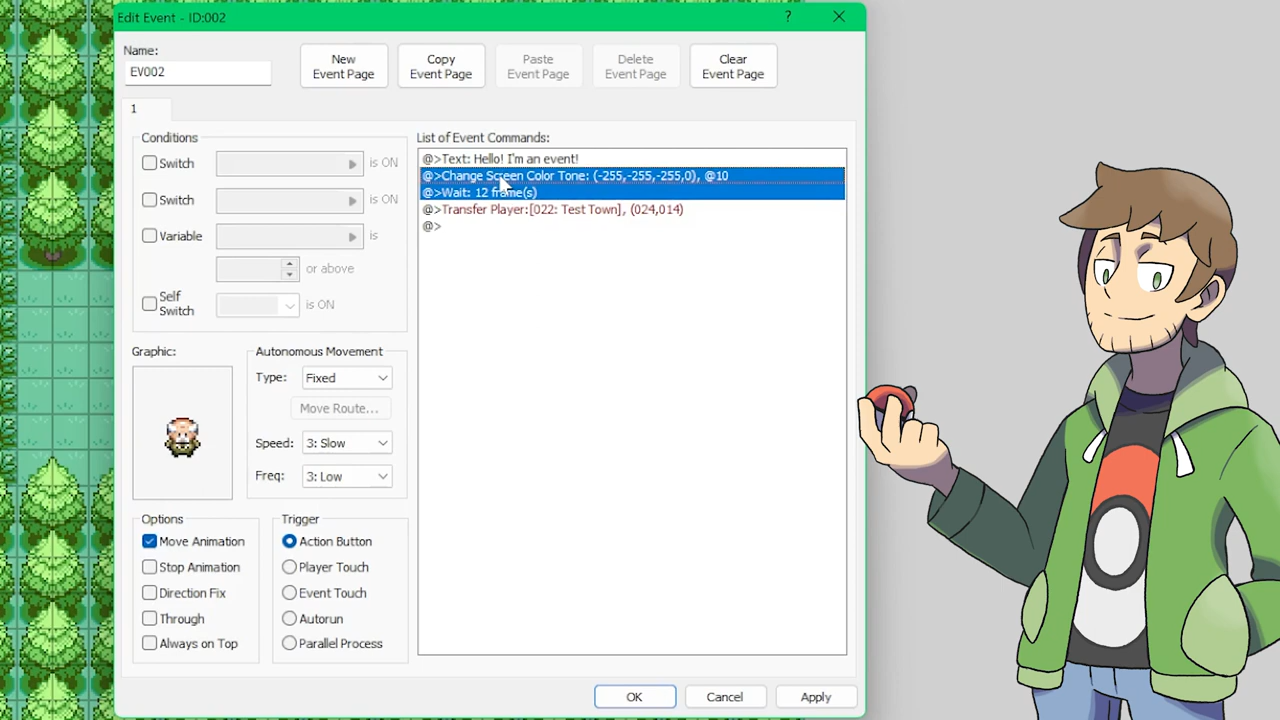 Edit Event - ID:002
?
Name:
EV002
New Event Page
Copy Event Page
Paste Event Page
Delete Event Page
Clear Event Page
1
Conditions
Switch
is ON
Switch
is ON
Variable
is
or above
Self Switch
is ON
Graphic:
Autonomous Movement
Type:
Fixed
Move Route...
Speed:
3: Slow
Freq:
3: Low
Options
Move Animation
Stop Animation
Direction Fix
Through
Always on Top
Trigger
Action Button
Player Touch
Event Touch
Autorun
Parallel Process
List of Event Commands:
@>Text: Hello! I'm an event!
@>Change Screen Color Tone: (-255,-255,-255,0), @10
@>Wait: 12 frame(s)
@>Transfer Player:[022: Test Town], (024,014)
@>
OK
Cancel
Apply